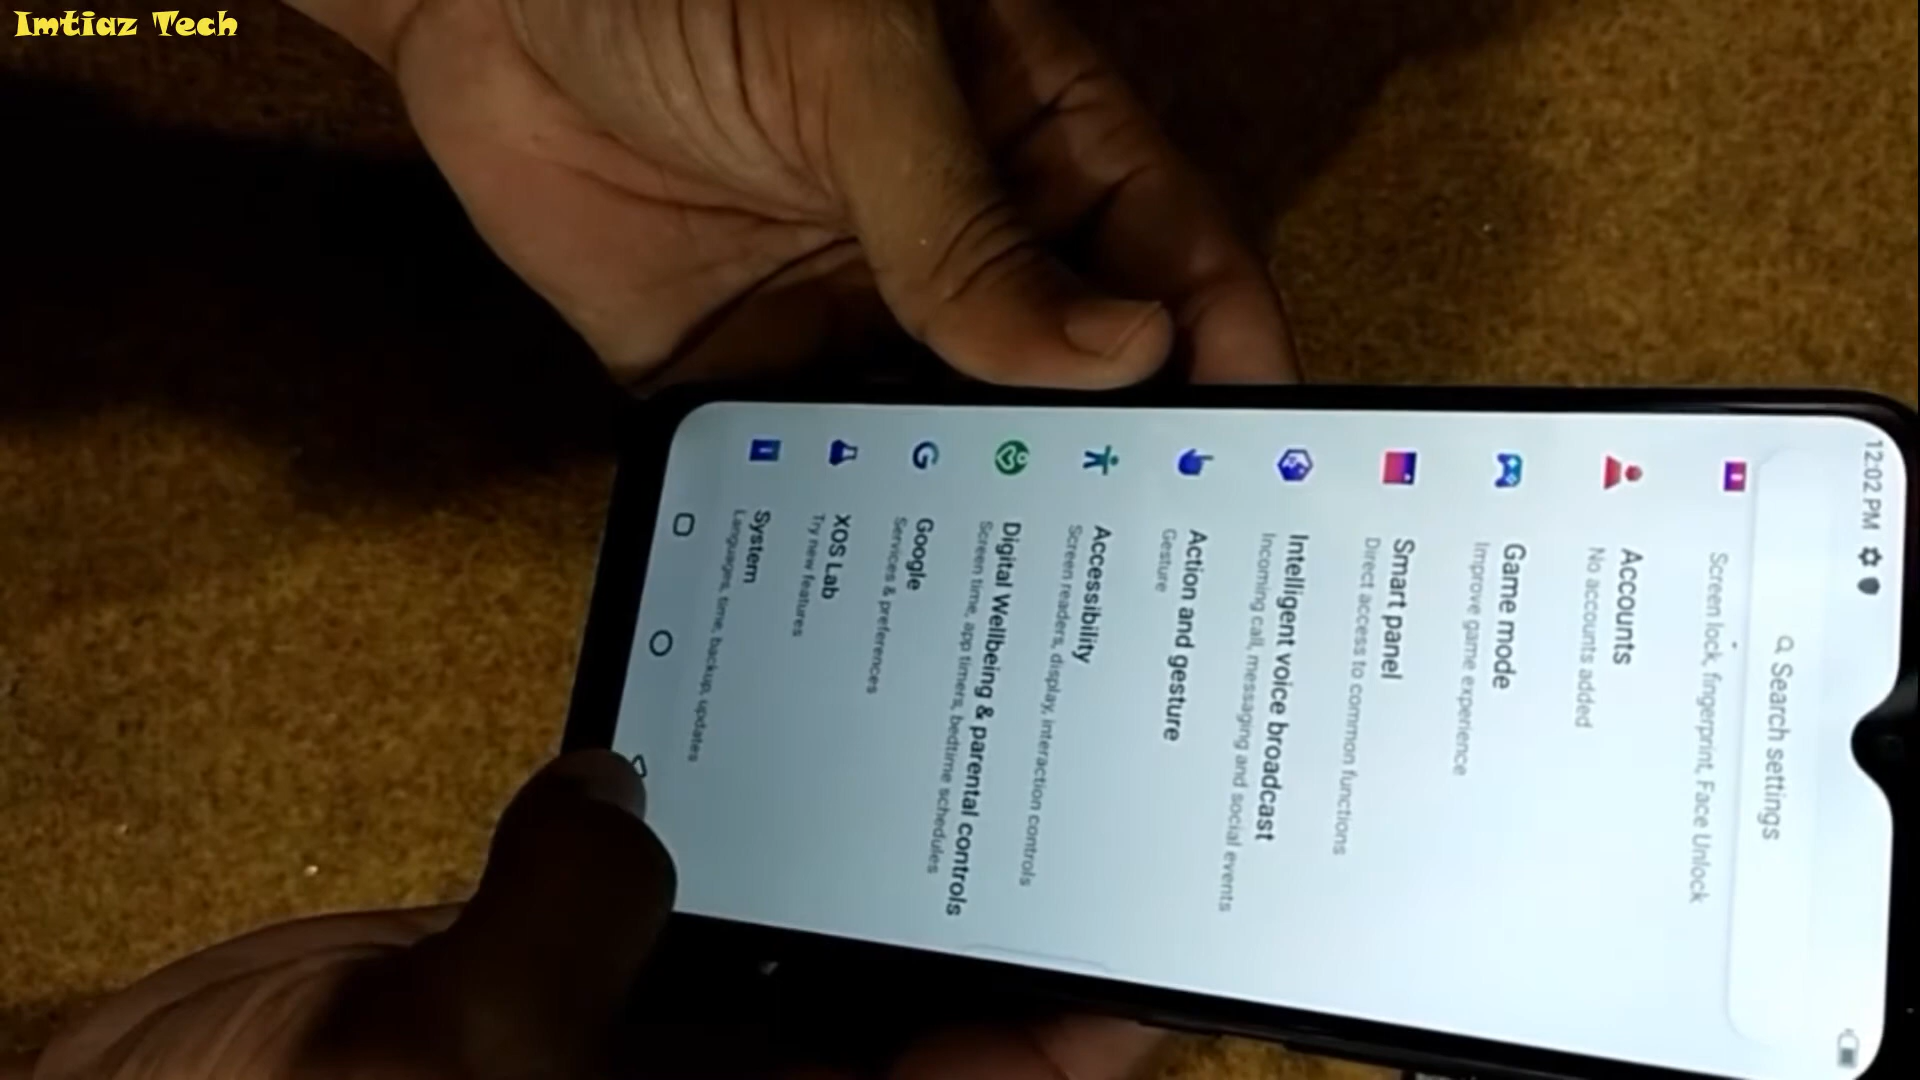 Imtiaz Tech
12:02 PM
Search settings
Screen lock, fingerprint, Face Unlock
Accounts
No accounts added
Game mode
Improve game experience
Smart panel
Direct access to common functions
Intelligent voice broadcast
Incoming call, messaging and social events
Action and gesture
Gesture
Accessibility
Screen readers, display, interaction controls
Digital Wellbeing & parental controls
Screen time, app timers, bedtime schedules
Google
Services & preferences
XOS Lab
Try new features
System
Languages, time, backup, updates